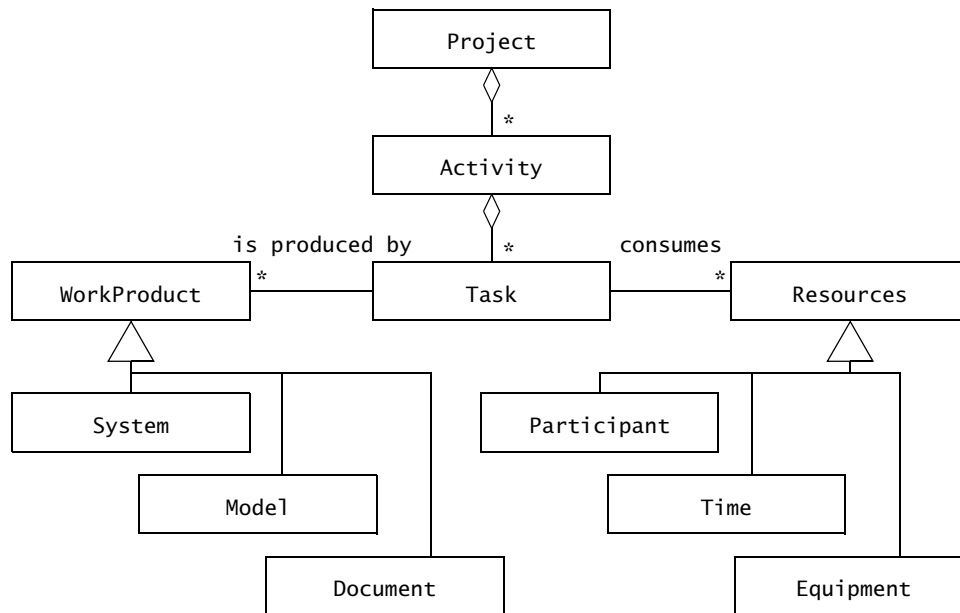 Project
*
Activity
is produced by
*
consumes
*
WorkProduct
Task
*
Resources
System
Participant
Model
Time
Document
Equipment